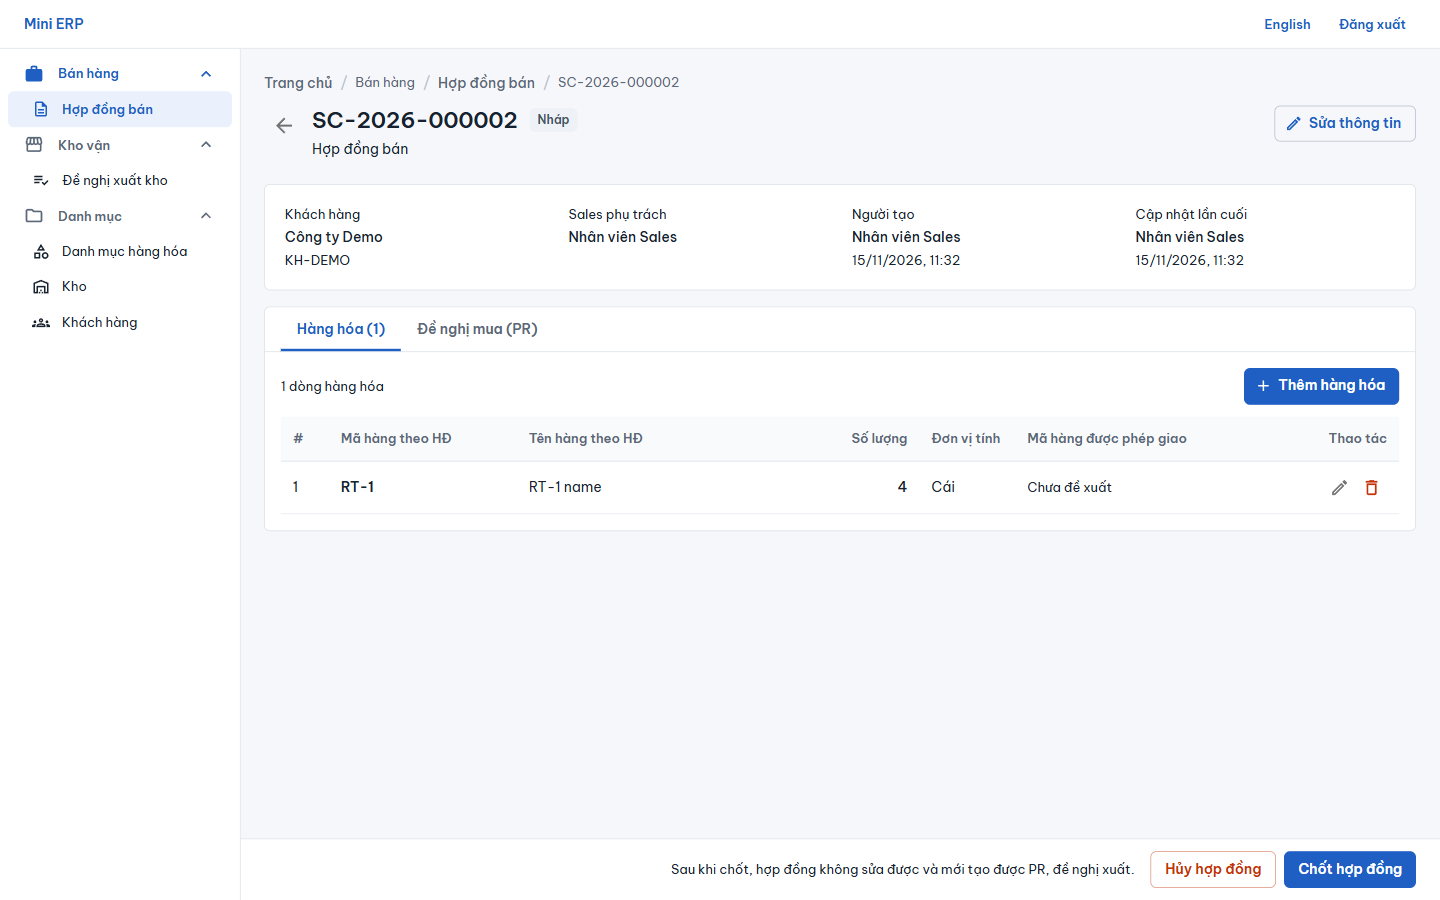 Mini ERP
English
Đăng xuất
Bán hàng
Hợp đồng bán
Kho vận
Đề nghị xuất kho
Danh mục
Danh mục hàng hóa
Kho
Khách hàng
Trang chủ / Bán hàng / Hợp đồng bán / SC-2026-000002
SC-2026-000002 Nháp
Hợp đồng bán
Sửa thông tin
Khách hàng
Công ty Demo
KH-DEMO
Sales phụ trách
Nhân viên Sales
Người tạo
Nhân viên Sales
15/11/2026, 11:32
Cập nhật lần cuối
Nhân viên Sales
15/11/2026, 11:32
Hàng hóa (1) Đề nghị mua (PR)
1 dòng hàng hóa
Thêm hàng hóa
# Mã hàng theo HĐ Tên hàng theo HĐ Số lượng Đơn vị tính Mã hàng được phép giao Thao tác
1 RT-1 RT-1 name 4 Cái Chưa đề xuất
Sau khi chốt, hợp đồng không sửa được và mới tạo được PR, đề nghị xuất.
Hủy hợp đồng
Chốt hợp đồng